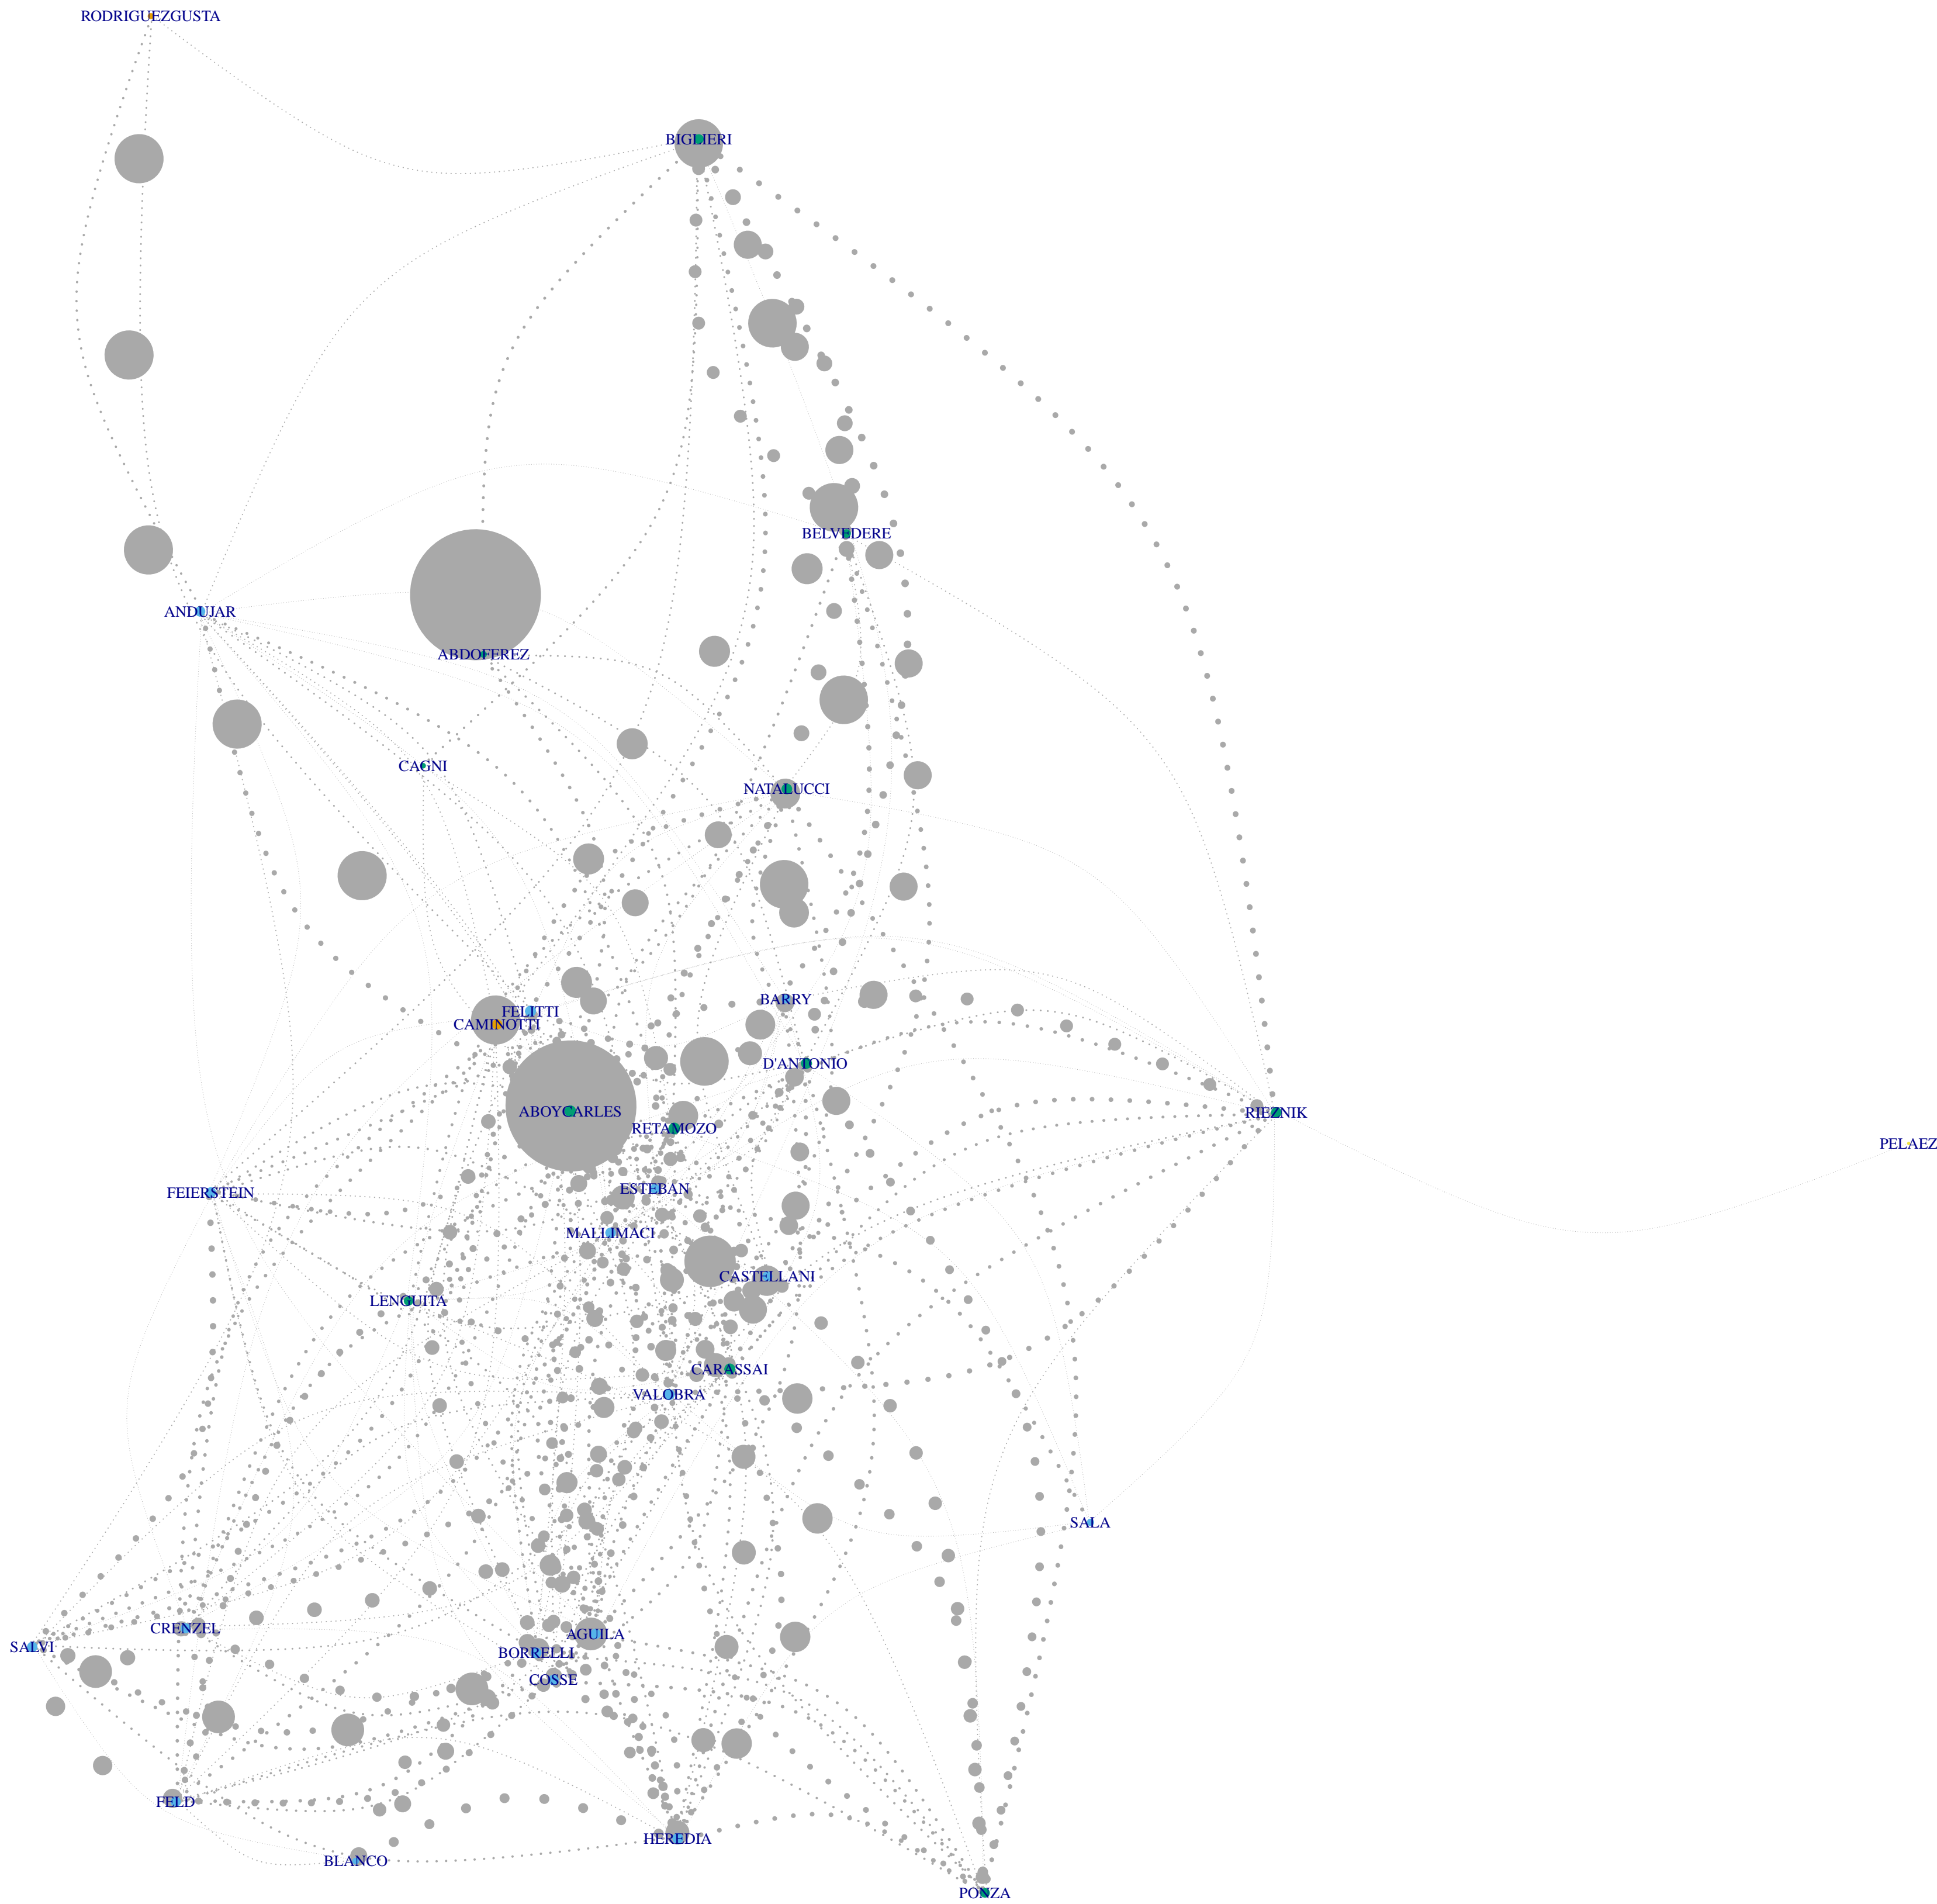 RODRIGUEZGUSTA
BIGLIERI
BELVEDERE
ANDUJAR
ABDOFEREZ
CAGNI
NATALUCCI
BARRY
FELITTI
CAMINOTTI
D'ANTONIO
ABOYCARLES
RIEZNIK
RETAMOZO
PELAEZ
ESTEBAN
FEIERSTEIN
MALLIMACI
CASTELLANI
LENGUITA
CARASSAI
VALOBRA
SALA
CRENZEL
AGUILA
SALVI
BORRELLI
COSSE
FELD
HEREDIA
BLANCO
PONZA